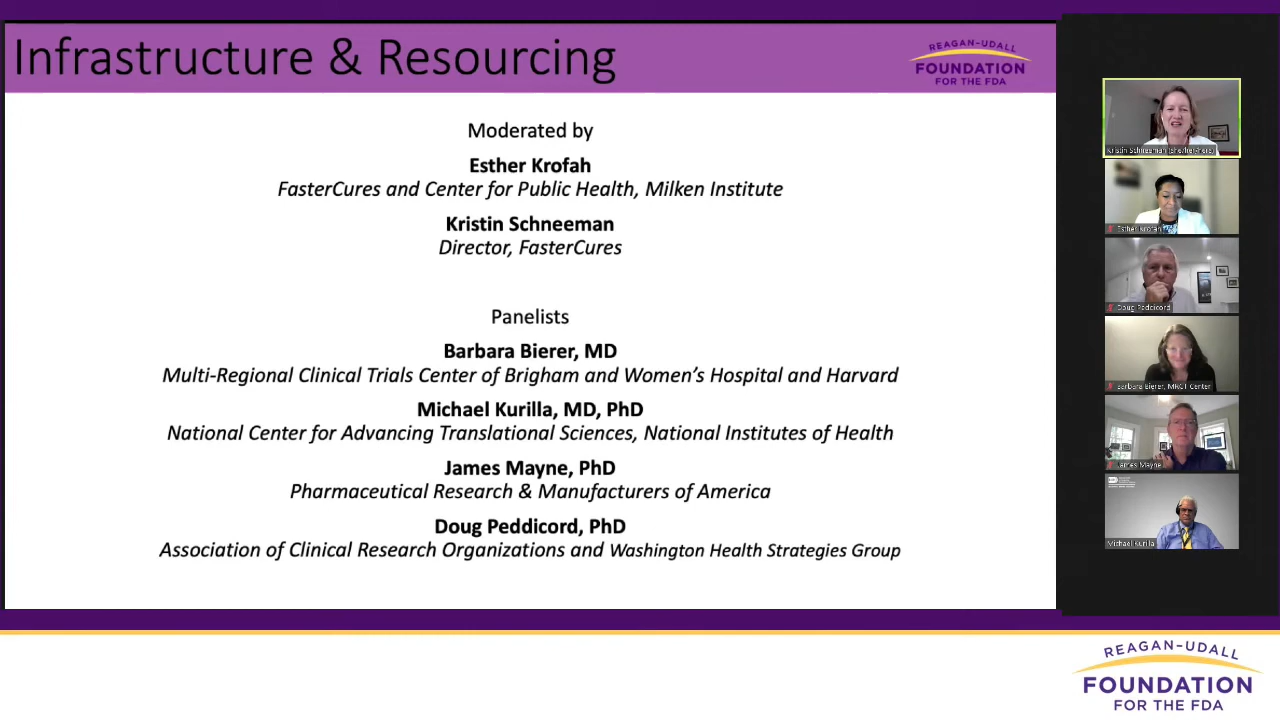 Infrastructure & Resourcing
REAGAN-UDALL
FOUNDATION
FOR THE FDA
Moderated by
Esther Krofah
FasterCures and Center for Public Health, Milken Institute
Kristin Schneeman
Director, FasterCures
Panelists
Barbara Bierer, MD
Multi-Regional Clinical Trials Center of Brigham and Women's Hospital and Harvard
Michael Kurilla, MD, PhD
National Center for Advancing Translational Sciences, National Institutes of Health
James Mayne, PhD
Pharmaceutical Research & Manufacturers of America
Doug Peddicord, PhD
Association of Clinical Research Organizations and Washington Health Strategies Group
Kristin Schneeman (she/her-hers)
Esther Krofah
Doug Peddicord
Barbara Bierer, MRCT Center
James Mayne
Michael Kurilla
REAGAN-UDALL
FOUNDATION
FOR THE FDA